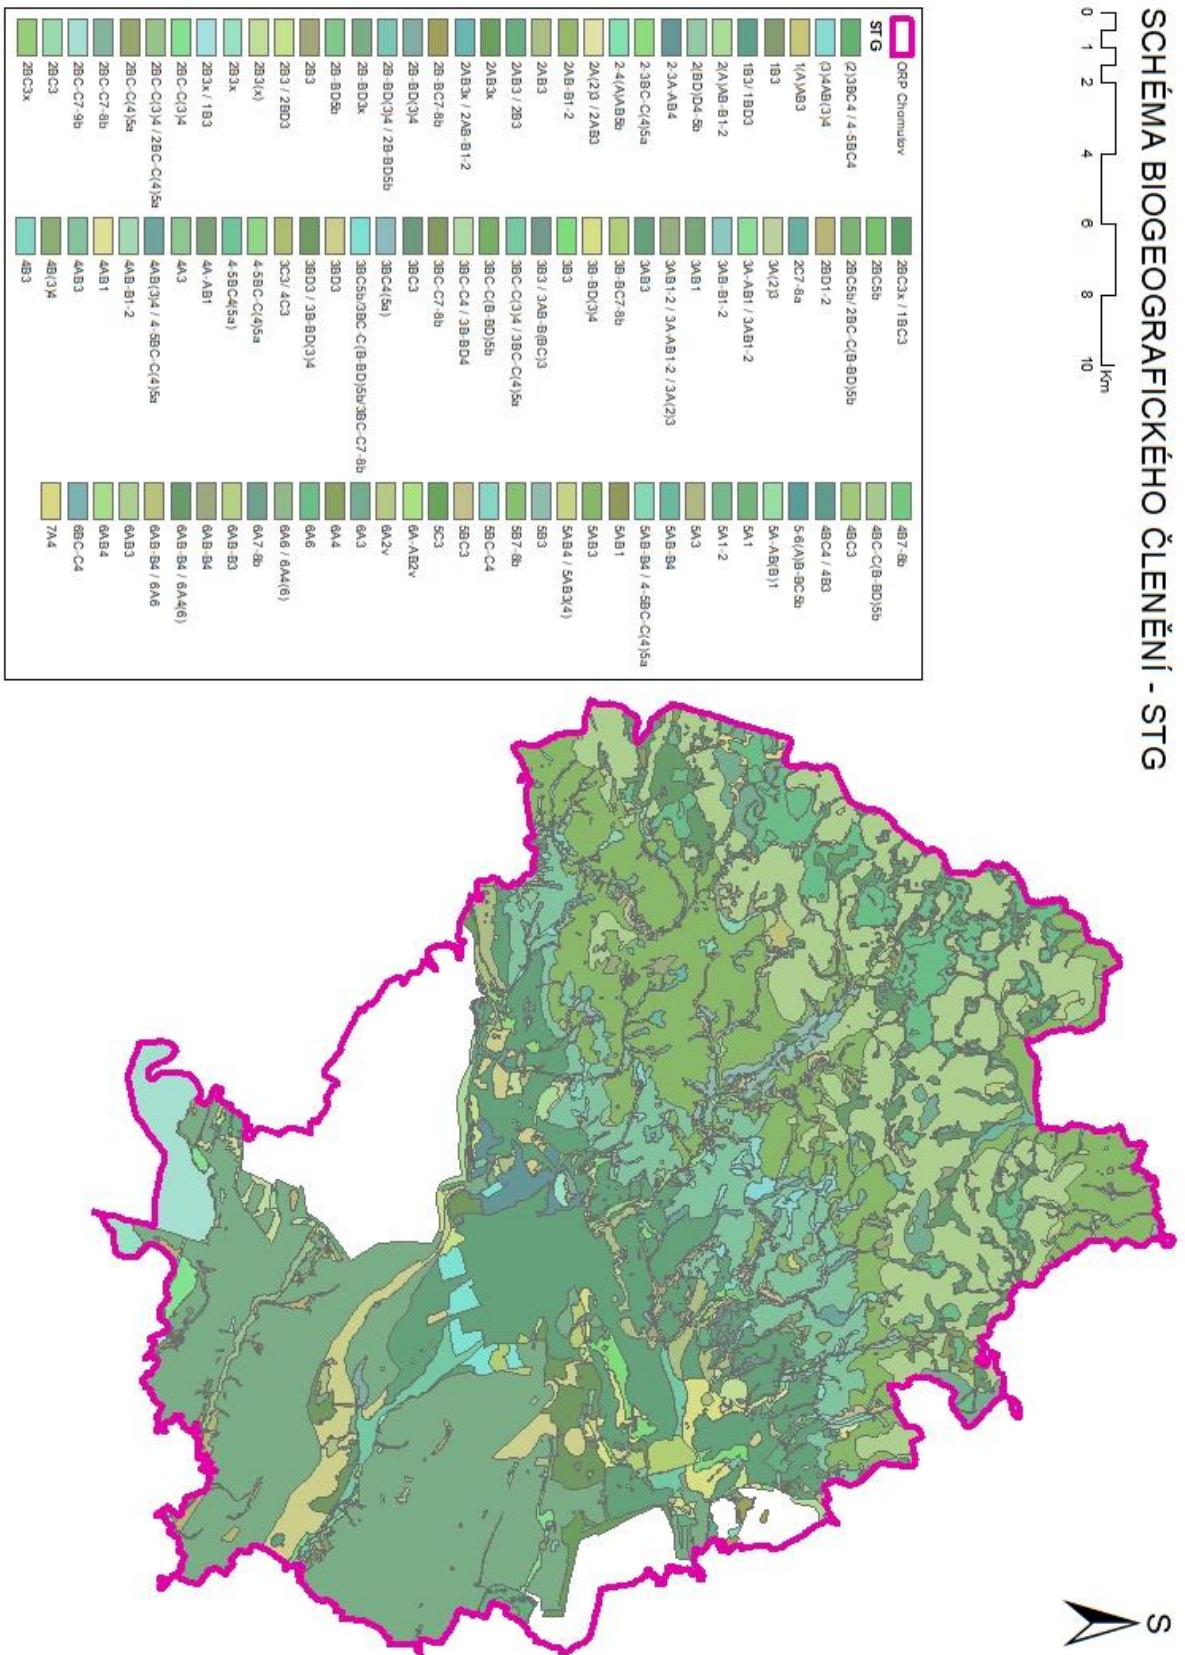 SCHÉMA BIOGEOGRAFICKÉHO ČLENĚNÍ - STG
0 1 2 4 6 8 10
Km
S
ORP Chomutov
STG
(2)3BC4 / 4-5BC4
(3)4AB(3)4
1(A)AB3
1B3
1B3/ 1BD3
2(A)AB-B1-2
2(BD)D4-5b
2-3A-AB4
2-3BC-C(4)5a
2-4(A)AB5b
2A(2)3 / 2AB3
2AB-B1-2
2AB3
2AB3 / 2B3
2AB3x
2AB3x / 2AB-B1-2
2B-BC7-8b
2B-BD(3)4
2B-BD(3)4 / 2B-BD5b
2B-BD3x
2B-BD5b
2B3
2B3 / 2BD3
2B3(x)
2B3x
2B3x / 1B3
2BC-C(3)4
2BC-C(3)4 / 2BC-C(4)5a
2BC-C(4)5a
2BC-C7-8b
2BC-C7-9b
2BC3
2BC3x
2BC3x / 1BC3
2BC5b
2BC5b/ 2BC-C(B-BD)5b
2BD1-2
2C7-8a
3A(2)3
3A-AB1 / 3AB1-2
3AB-B1-2
3AB1
3AB1-2 / 3A-AB1-2 / 3A(2)3
3AB3
3B-BC7-8b
3B-BD(3)4
3B3
3B3 / 3AB-B(BC)3
3BC-C(3)4 / 3BC-C(4)5a
3BC-C(B-BD)5b
3BC-C4 / 3B-BD4
3BC-C7-8b
3BC3
3BC4(5a)
3BC5b/3BC-C(B-BD)5b/3BC-C7-8b
3BD3
3BD3 / 3B-BD(3)4
3C3/ 4C3
4-5BC-C(4)5a
4-5BC4(5a)
4A-AB1
4A3
4AB(3)4 / 4-5BC-C(4)5a
4AB-B1-2
4AB1
4AB3
4B(3)4
4B3
4B7-8b
4BC-C(B-BD)5b
4BC3
4BC4 / 4B3
5-6(A)B-BC5b
5A-AB(B)1
5A1
5A1-2
5A3
5AB-B4
5AB-B4 / 4-5BC-C(4)5a
5AB1
5AB3
5AB4 / 5AB3(4)
5B3
5B7-8b
5BC-C4
5BC3
5C3
6A-AB2v
6A2v
6A3
6A4
6A6
6A6 / 6A4(6)
6A7-8b
6AB-B3
6AB-B4
6AB-B4 / 6A4(6)
6AB-B4 / 6A6
6AB3
6AB4
6BC-C4
7A4